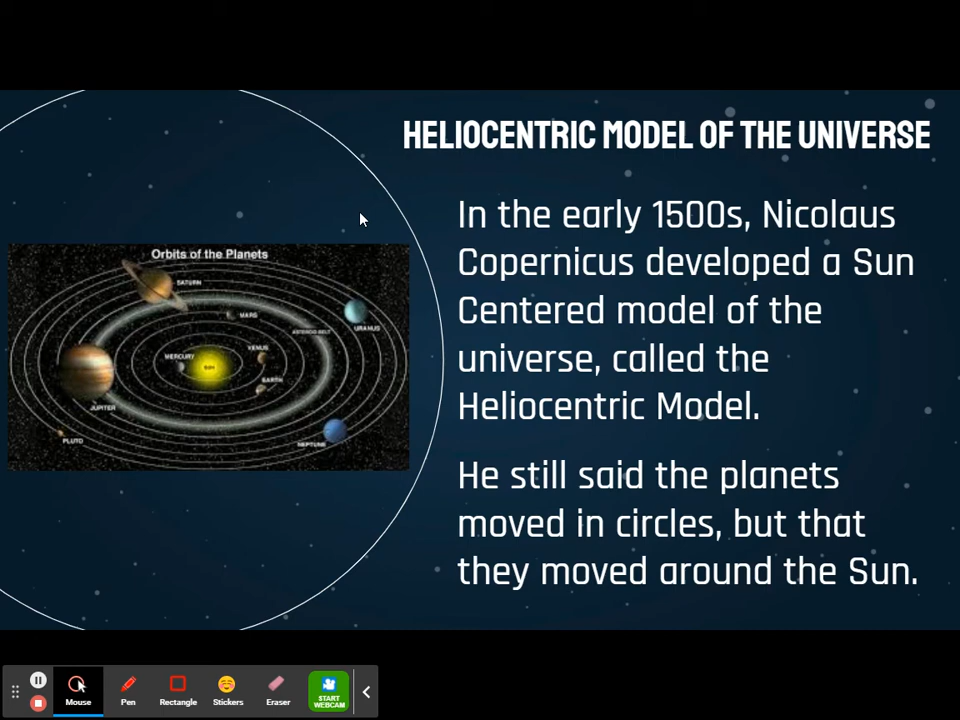 HELIOCENTRIC MODEL OF THE UNIVERSE
In the early 1500s, Nicolaus
Copernicus developed a Sun
Centered model of the
universe, called the
Heliocentric Model.
He still said the planets
moved in circles, but that
they moved around the Sun.
Orbits of the Planets
SATURN
MARS
URANUS
ASTEROID BELT
VENUS
MERCURY
SUN
EARTH
JUPITER
PLUTO
NEPTUNE
Mouse
Pen
Rectangle
Stickers
Eraser
START
WEBCAM